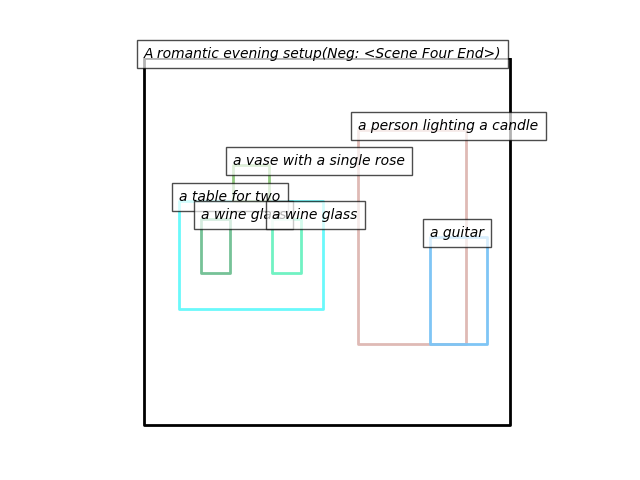 A romantic evening setup(Neg: <Scene Four End>)
a person lighting a candle
a vase with a single rose
a table for two
a wine glass
a wine glass
a guitar